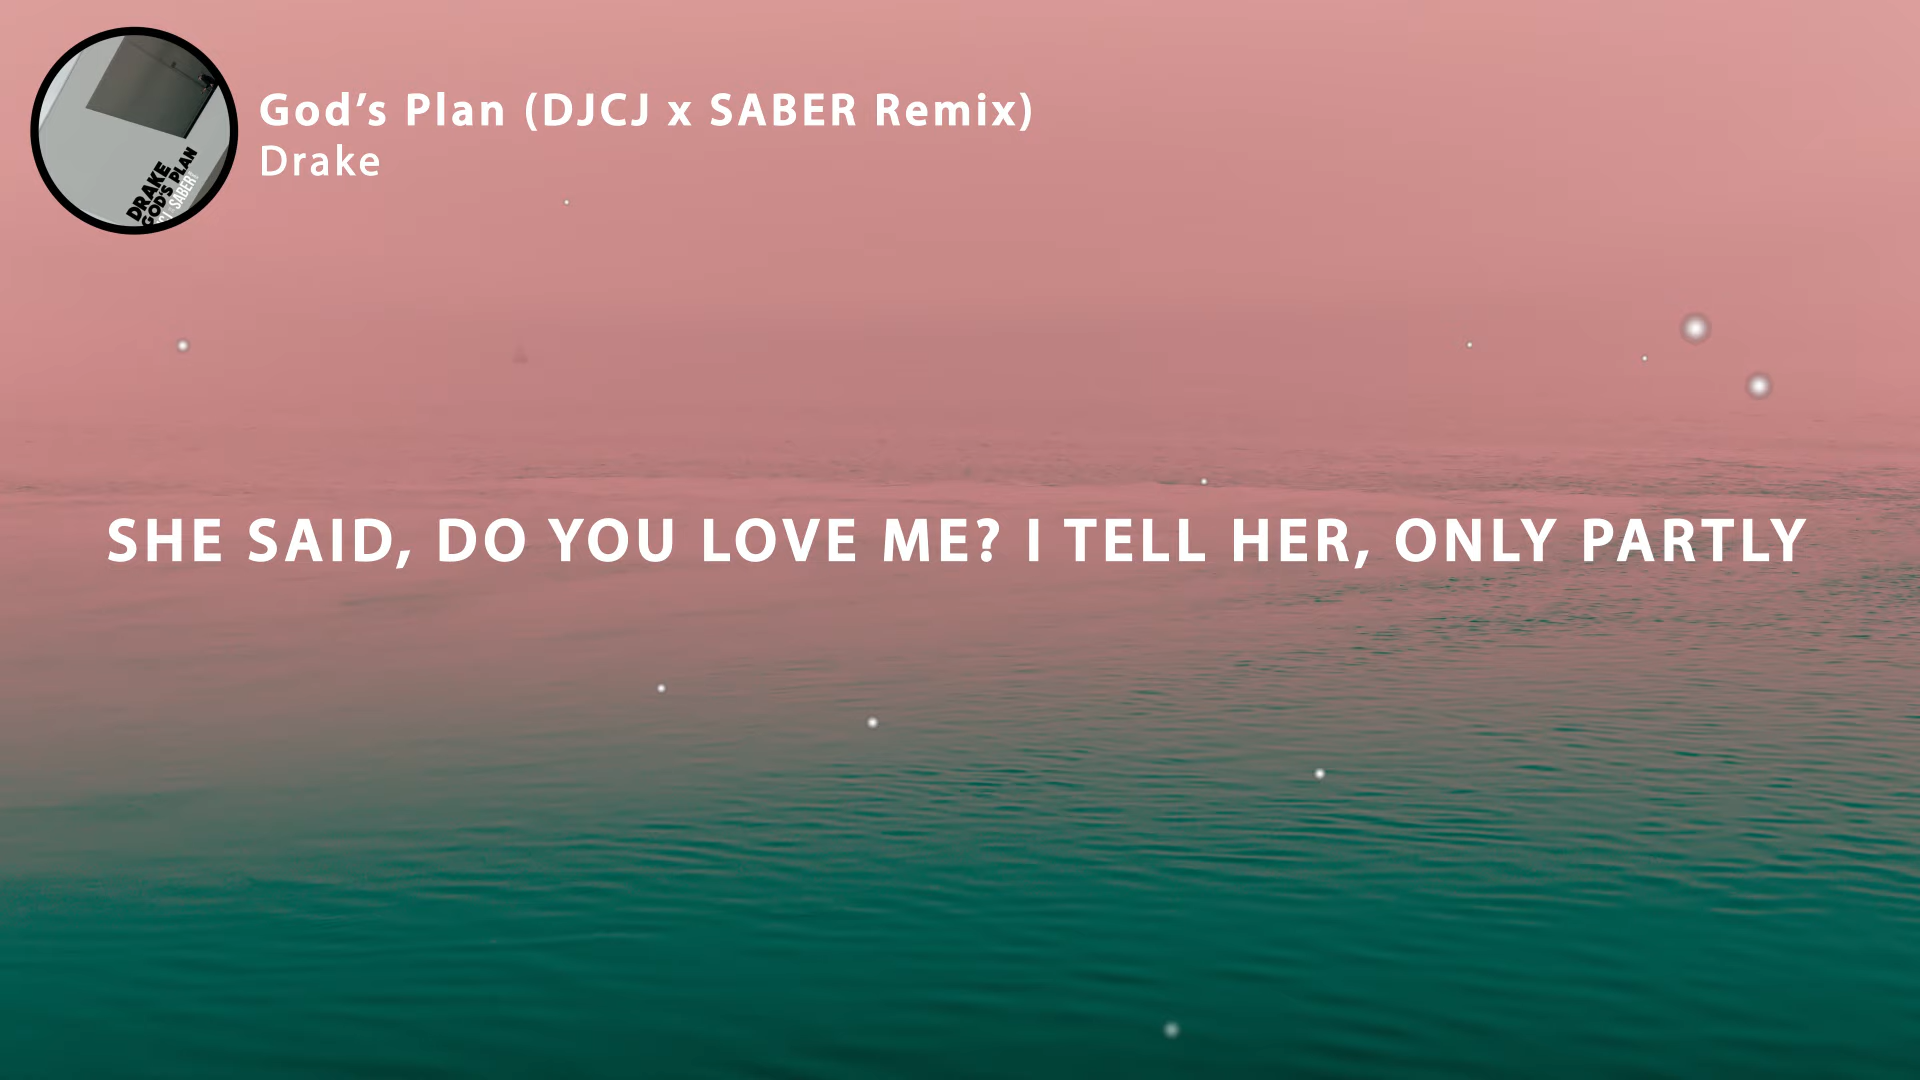 God's Plan (DJCJ x SABER Remix)
Drake
DRAKE
GOD'S PLAN
SABER
SHE SAID, DO YOU LOVE ME? I TELL HER, ONLY PARTLY